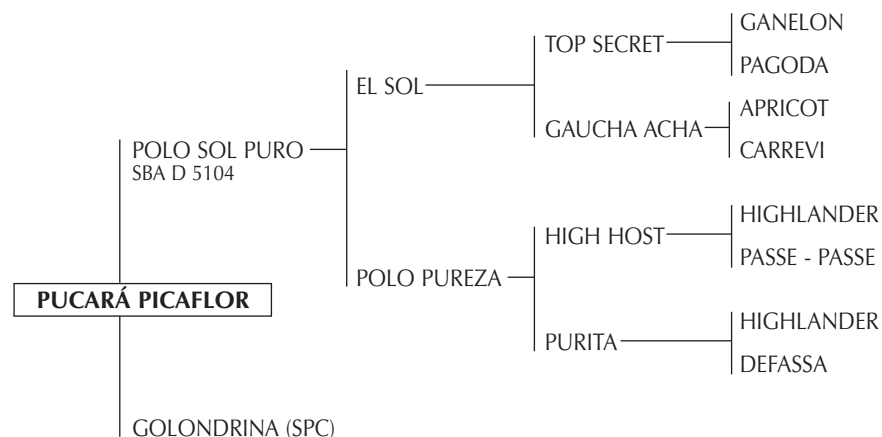 GANELON
TOP SECRET
PAGODA
EL SOL
APRICOT
GAUCHA ACHA
CARREVI
POLO SOL PURO
SBA D 5104
HIGHLANDER
HIGH HOST
PASSE - PASSE
POLO PUREZA
PUCARÁ PICAFLOR
HIGHLANDER
PURITA
DEFASSA
GOLONDRINA (SPC)